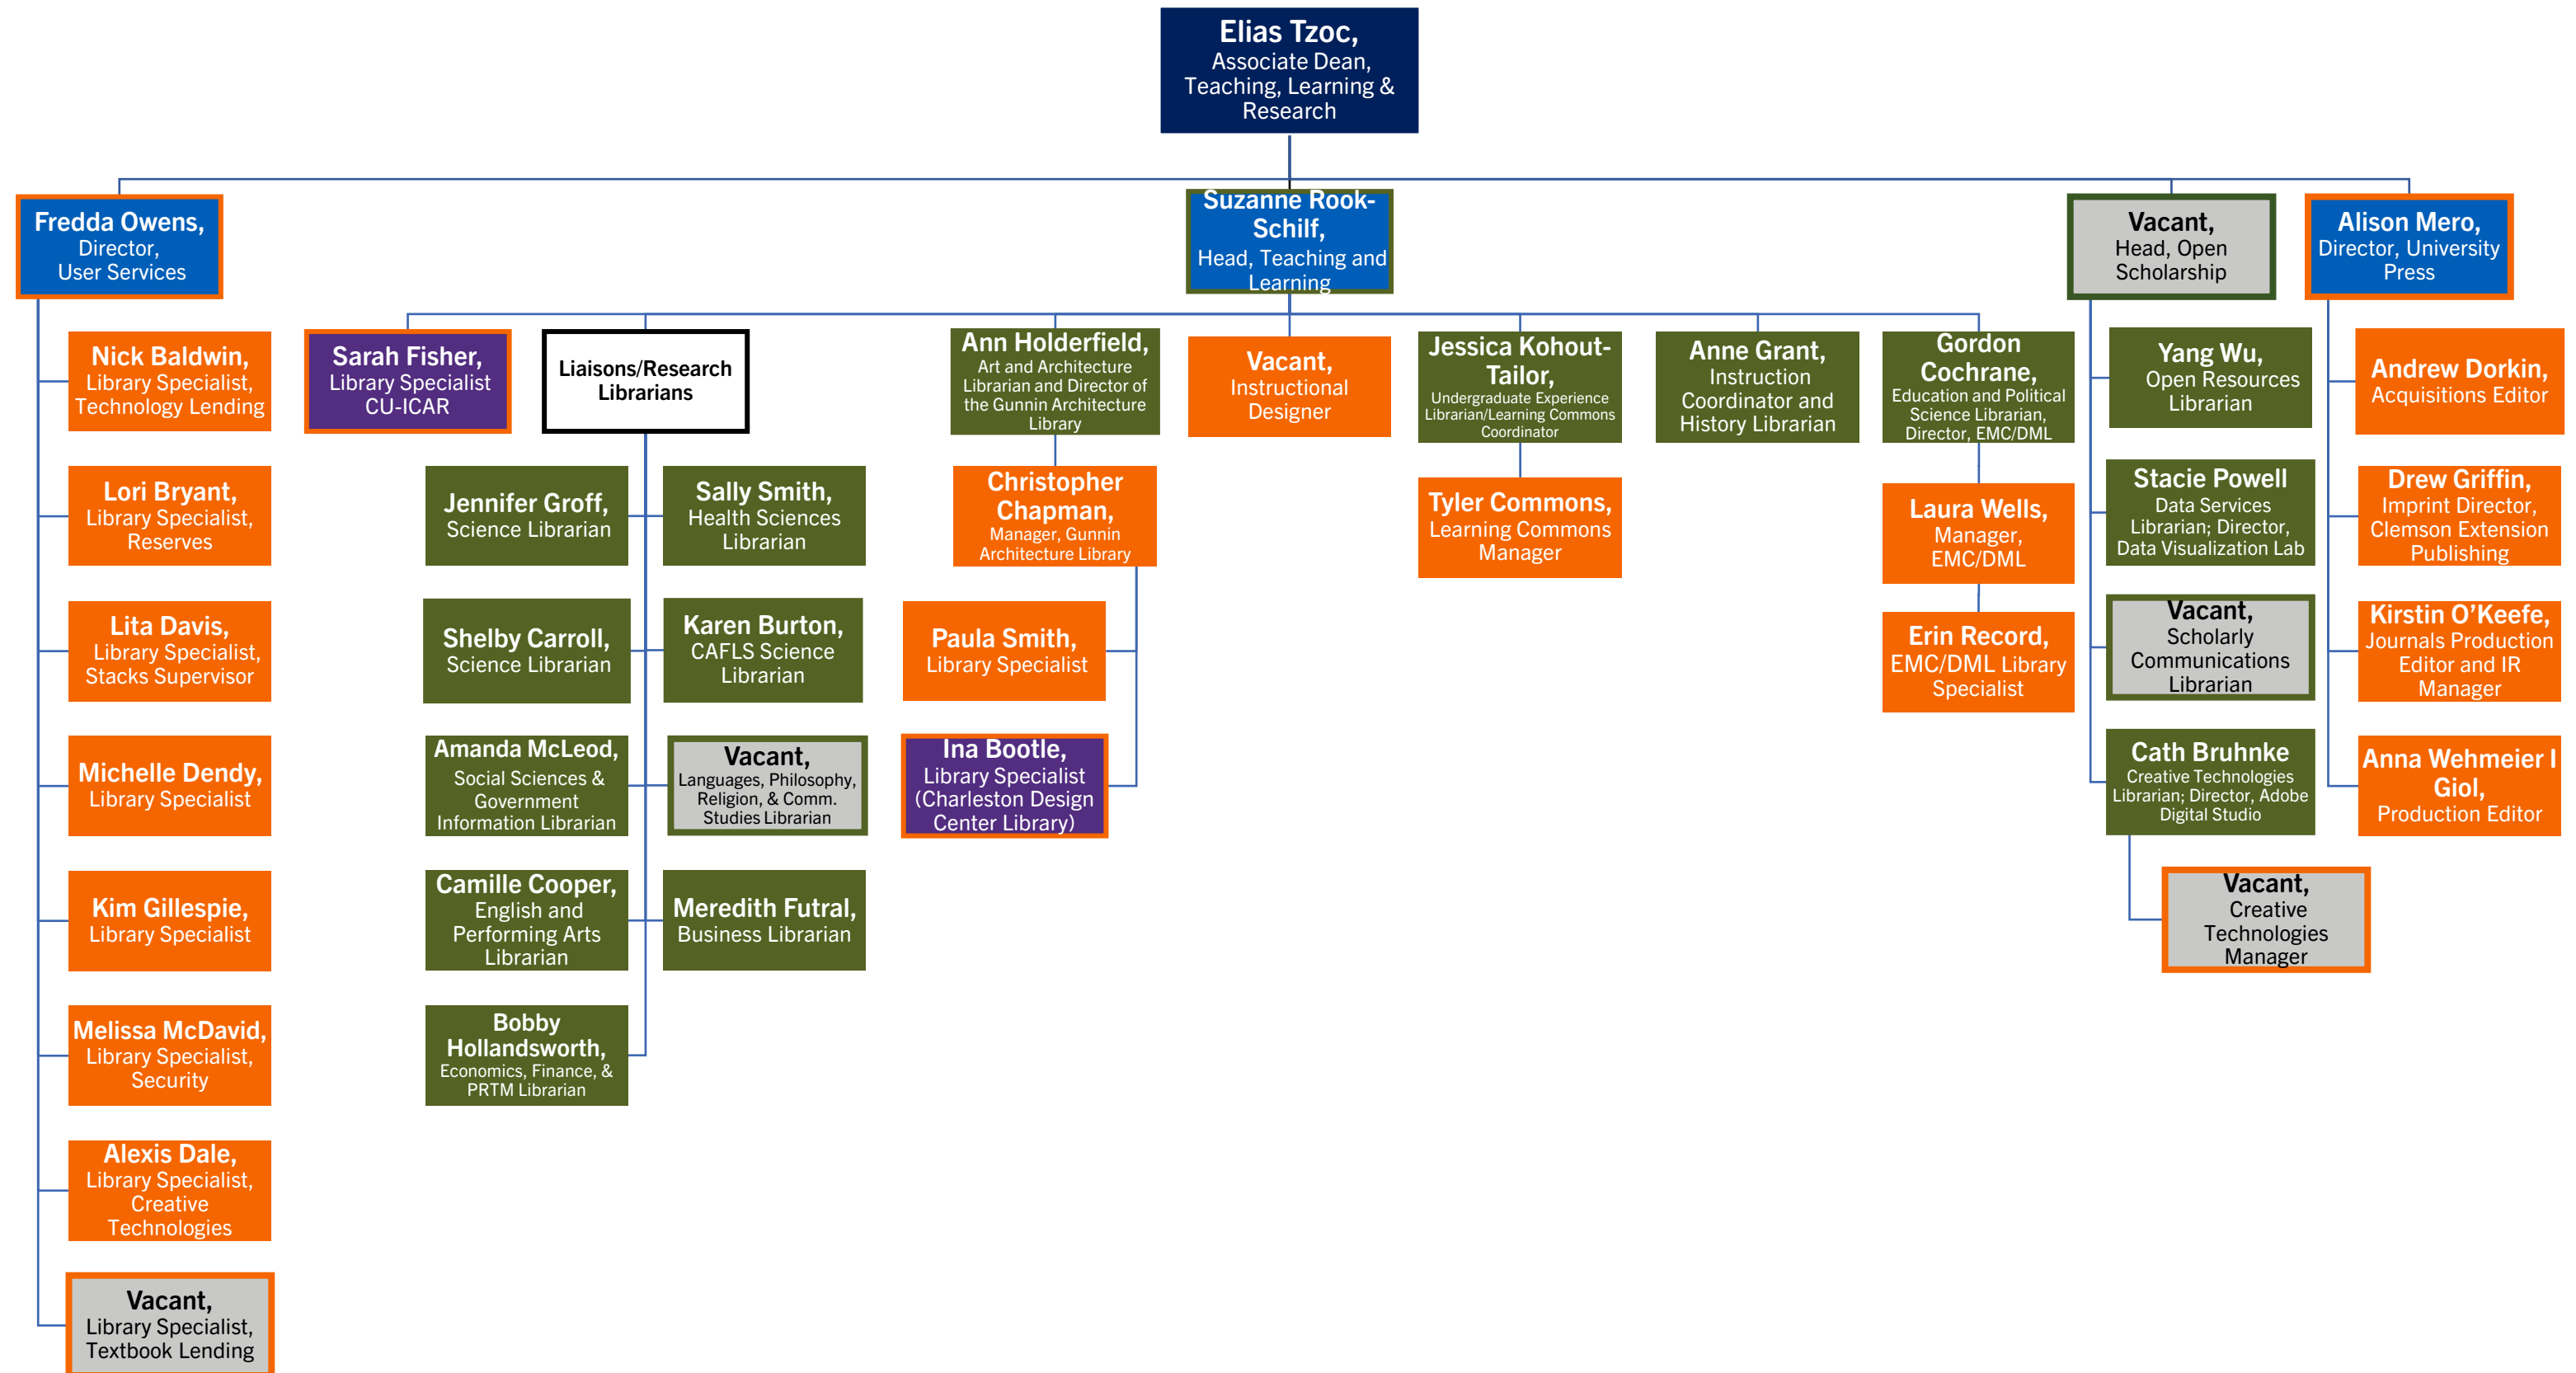 Elias Tzoc,
Associate Dean,
Teaching, Learning &
Research
Fredda Owens,
Director,
User Services
Suzanne Rook-
Schilf,
Head, Teaching and
Learning
Vacant,
Head, Open
Scholarship
Alison Mero,
Director, University
Press
Nick Baldwin,
Library Specialist,
Technology Lending
Lori Bryant,
Library Specialist,
Reserves
Lita Davis,
Library Specialist,
Stacks Supervisor
Michelle Dendy,
Library Specialist
Kim Gillespie,
Library Specialist
Melissa McDavid,
Library Specialist,
Security
Alexis Dale,
Library Specialist,
Creative
Technologies
Vacant,
Library Specialist,
Textbook Lending
Sarah Fisher,
Library Specialist
CU-ICAR
Liaisons/Research
Librarians
Jennifer Groff,
Science Librarian
Sally Smith,
Health Sciences
Librarian
Shelby Carroll,
Science Librarian
Karen Burton,
CAFLS Science
Librarian
Amanda McLeod,
Social Sciences &
Government
Information Librarian
Vacant,
Languages, Philosophy,
Religion, & Comm.
Studies Librarian
Camille Cooper,
English and
Performing Arts
Librarian
Meredith Futral,
Business Librarian
Bobby
Hollandsworth,
Economics, Finance, &
PRTM Librarian
Ann Holderfield,
Art and Architecture
Librarian and Director of
the Gunnin Architecture
Library
Christopher
Chapman,
Manager, Gunnin
Architecture Library
Paula Smith,
Library Specialist
Ina Bootle,
Library Specialist
(Charleston Design
Center Library)
Vacant,
Instructional
Designer
Jessica Kohout-
Tailor,
Undergraduate Experience
Librarian/Learning Commons
Coordinator
Tyler Commons,
Learning Commons
Manager
Anne Grant,
Instruction
Coordinator and
History Librarian
Gordon
Cochrane,
Education and Political
Science Librarian,
Director, EMC/DML
Laura Wells,
Manager,
EMC/DML
Erin Record,
EMC/DML Library
Specialist
Yang Wu,
Open Resources
Librarian
Stacie Powell
Data Services
Librarian; Director,
Data Visualization Lab
Vacant,
Scholarly
Communications
Librarian
Cath Bruhnke
Creative Technologies
Librarian; Director, Adobe
Digital Studio
Vacant,
Creative
Technologies
Manager
Andrew Dorkin,
Acquisitions Editor
Drew Griffin,
Imprint Director,
Clemson Extension
Publishing
Kirstin O’Keefe,
Journals Production
Editor and IR
Manager
Anna Wehmeier I
Giol,
Production Editor